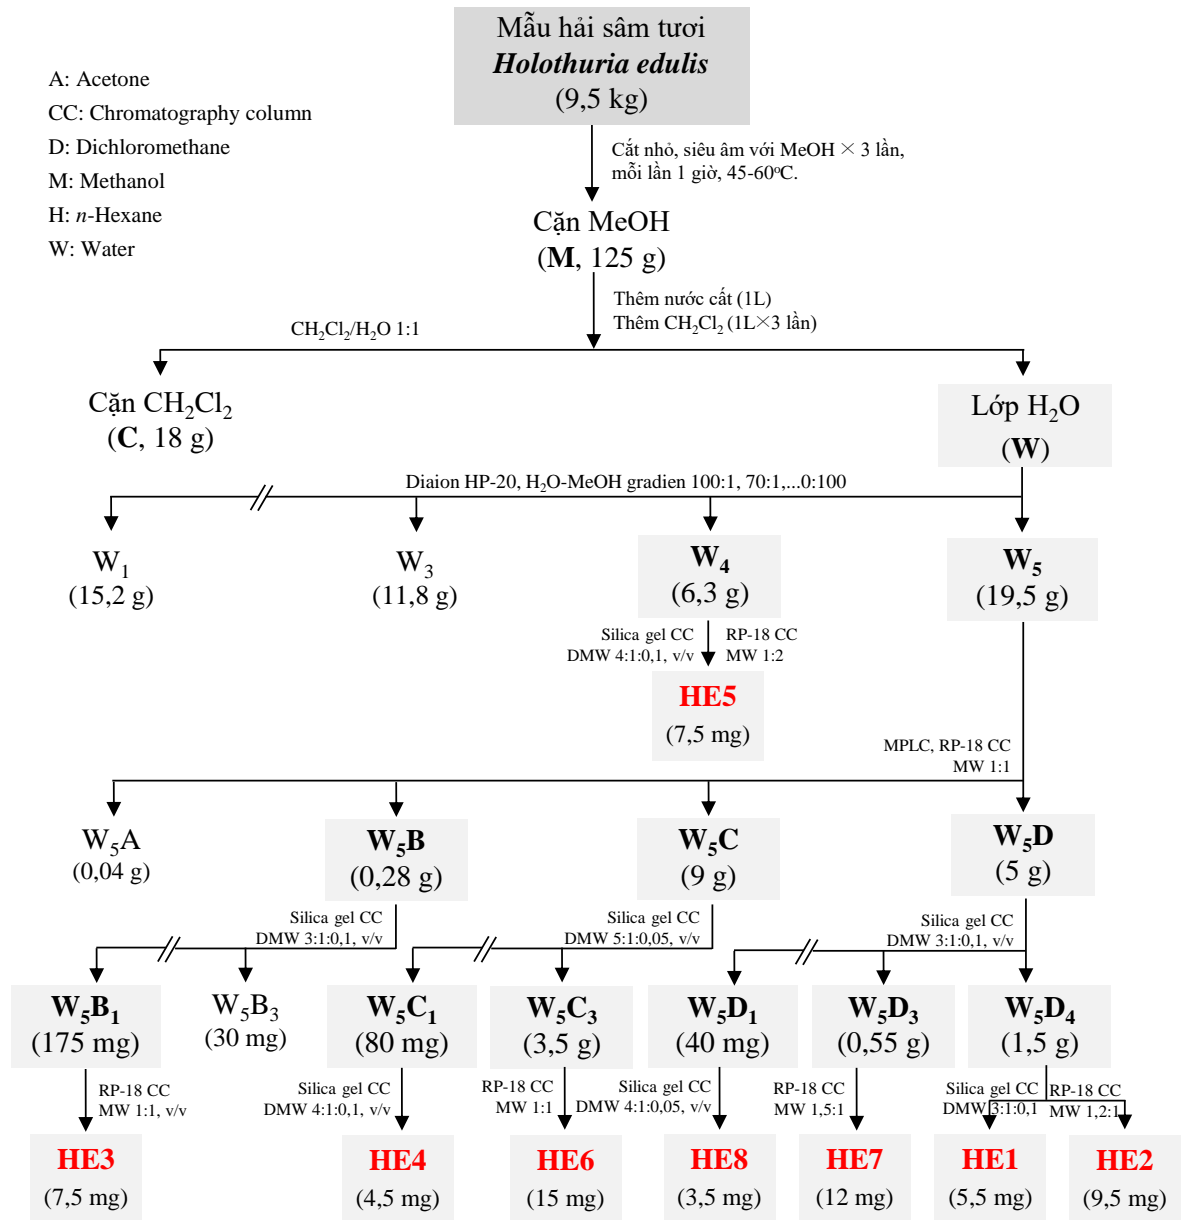 Mẫu hải sâm tươi
Holothuria edulis
(9,5 kg)
A: Acetone
CC: Chromatography column
D: Dichloromethane
M: Methanol
H: n-Hexane
W: Water
Cắt nhỏ, siêu âm với MeOH × 3 lần,
mỗi lần 1 giờ, 45-60°C.
Cặn MeOH
(M, 125 g)
Thêm nước cất (1L)
Thêm CH₂Cl₂ (1L×3 lần)
CH₂Cl₂/H₂O 1:1
Cặn CH₂Cl₂
(C, 18 g)
Lớp H₂O
(W)
Diaion HP-20, H₂O-MeOH gradien 100:1, 70:1,...0:100
W₁
(15,2 g)
W₃
(11,8 g)
W₄
(6,3 g)
W₅
(19,5 g)
Silica gel CC
DMW 4:1:0,1, v/v
RP-18 CC
MW 1:2
HE5
(7,5 mg)
MPLC, RP-18 CC
MW 1:1
W₅A
(0,04 g)
W₅B
(0,28 g)
W₅C
(9 g)
W₅D
(5 g)
Silica gel CC
DMW 3:1:0,1, v/v
Silica gel CC
DMW 5:1:0,05, v/v
Silica gel CC
DMW 3:1:0,1, v/v
W₅B₁
(175 mg)
W₅B₃
(30 mg)
W₅C₁
(80 mg)
W₅C₃
(3,5 g)
W₅D₁
(40 mg)
W₅D₃
(0,55 g)
W₅D₄
(1,5 g)
RP-18 CC
MW 1:1, v/v
Silica gel CC
DMW 4:1:0,1, v/v
RP-18 CC
MW 1:1
Silica gel CC
DMW 4:1:0,05, v/v
RP-18 CC
MW 1,5:1
Silica gel CC
DMW 3:1:0,1
RP-18 CC
MW 1,2:1
HE3
(7,5 mg)
HE4
(4,5 mg)
HE6
(15 mg)
HE8
(3,5 mg)
HE7
(12 mg)
HE1
(5,5 mg)
HE2
(9,5 mg)